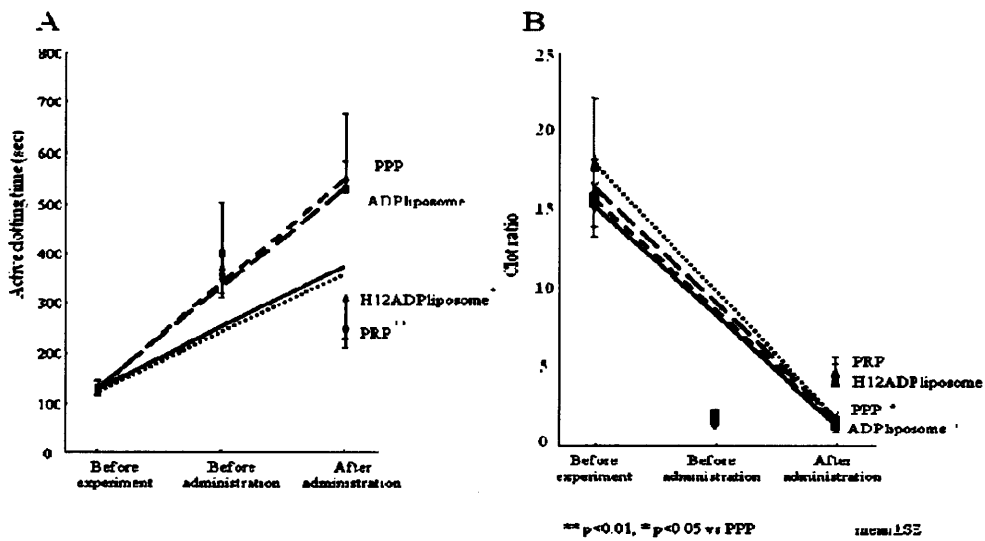 A
Active clotting time (sec)
800
700
600
500
400
300
200
100
0
PPP
ADPliposome
H12ADPliposome *
PRP **
Before experiment
Before administration
After administration
B
Clot ratio
25
20
15
10
5
0
PRP
H12ADPliposome
PPP *
ADPliposome
Before experiment
Before administration
After administration
** p<0.01, * p<0.05 vs PPP
mean±SE